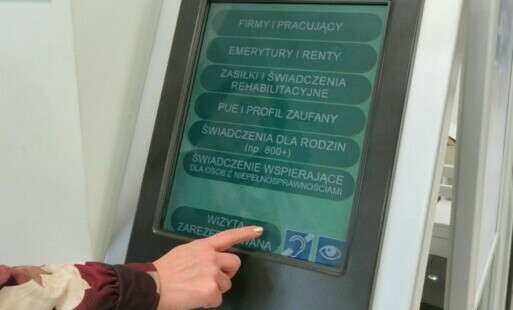 FIRMY I PRACUJĄCY
EMERYTURY I RENTY
ZASIŁKI I ŚWIADCZENIA
REHABILITACYJNE
PUE I PROFIL ZAUFANY
ŚWIADCZENIA DLA RODZIN
(np. 800+)
ŚWIADCZENIE WSPIERAJĄCE
DLA OSÓB Z NIEPEŁNOSPRAWNOŚCIAMI
WIZYTA